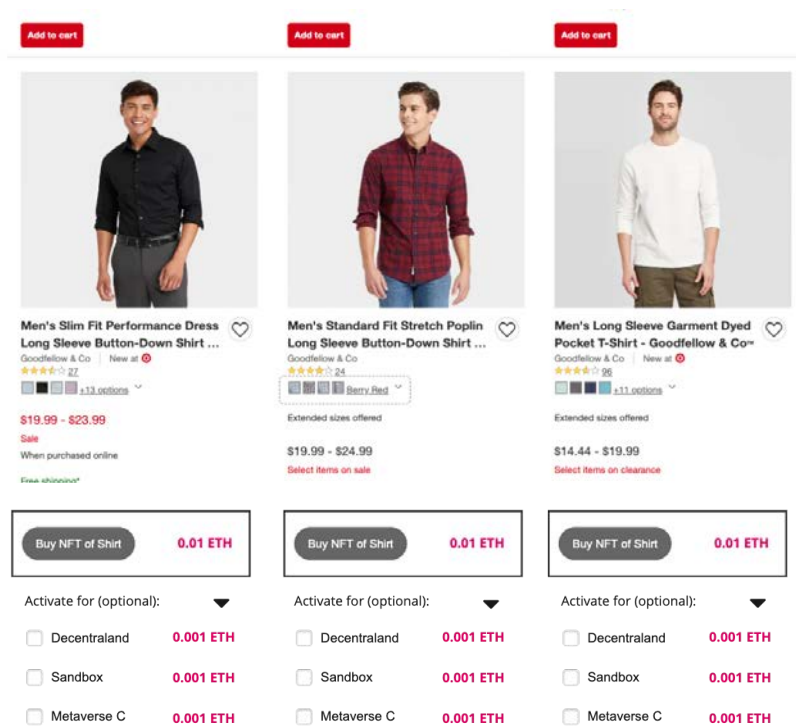 Add to cart
Add to cart
Add to cart
Men's Slim Fit Performance Dress
Long Sleeve Button-Down Shirt ...
Goodfellow & Co | New at
27
+13 options
$19.99 - $23.99
Sale
When purchased online
Free shipping*
Men's Standard Fit Stretch Poplin
Long Sleeve Button-Down Shirt ...
Goodfellow & Co
24
Berry Red
Extended sizes offered
$19.99 - $24.99
Select items on sale
Men's Long Sleeve Garment Dyed
Pocket T-Shirt - Goodfellow & Co™
Goodfellow & Co | New at
96
+11 options
Extended sizes offered
$14.44 - $19.99
Select items on clearance
Buy NFT of Shirt 0.01 ETH
Activate for (optional):
Decentraland 0.001 ETH
Sandbox 0.001 ETH
Metaverse C 0.001 ETH
Buy NFT of Shirt 0.01 ETH
Activate for (optional):
Decentraland 0.001 ETH
Sandbox 0.001 ETH
Metaverse C 0.001 ETH
Buy NFT of Shirt 0.01 ETH
Activate for (optional):
Decentraland 0.001 ETH
Sandbox 0.001 ETH
Metaverse C 0.001 ETH